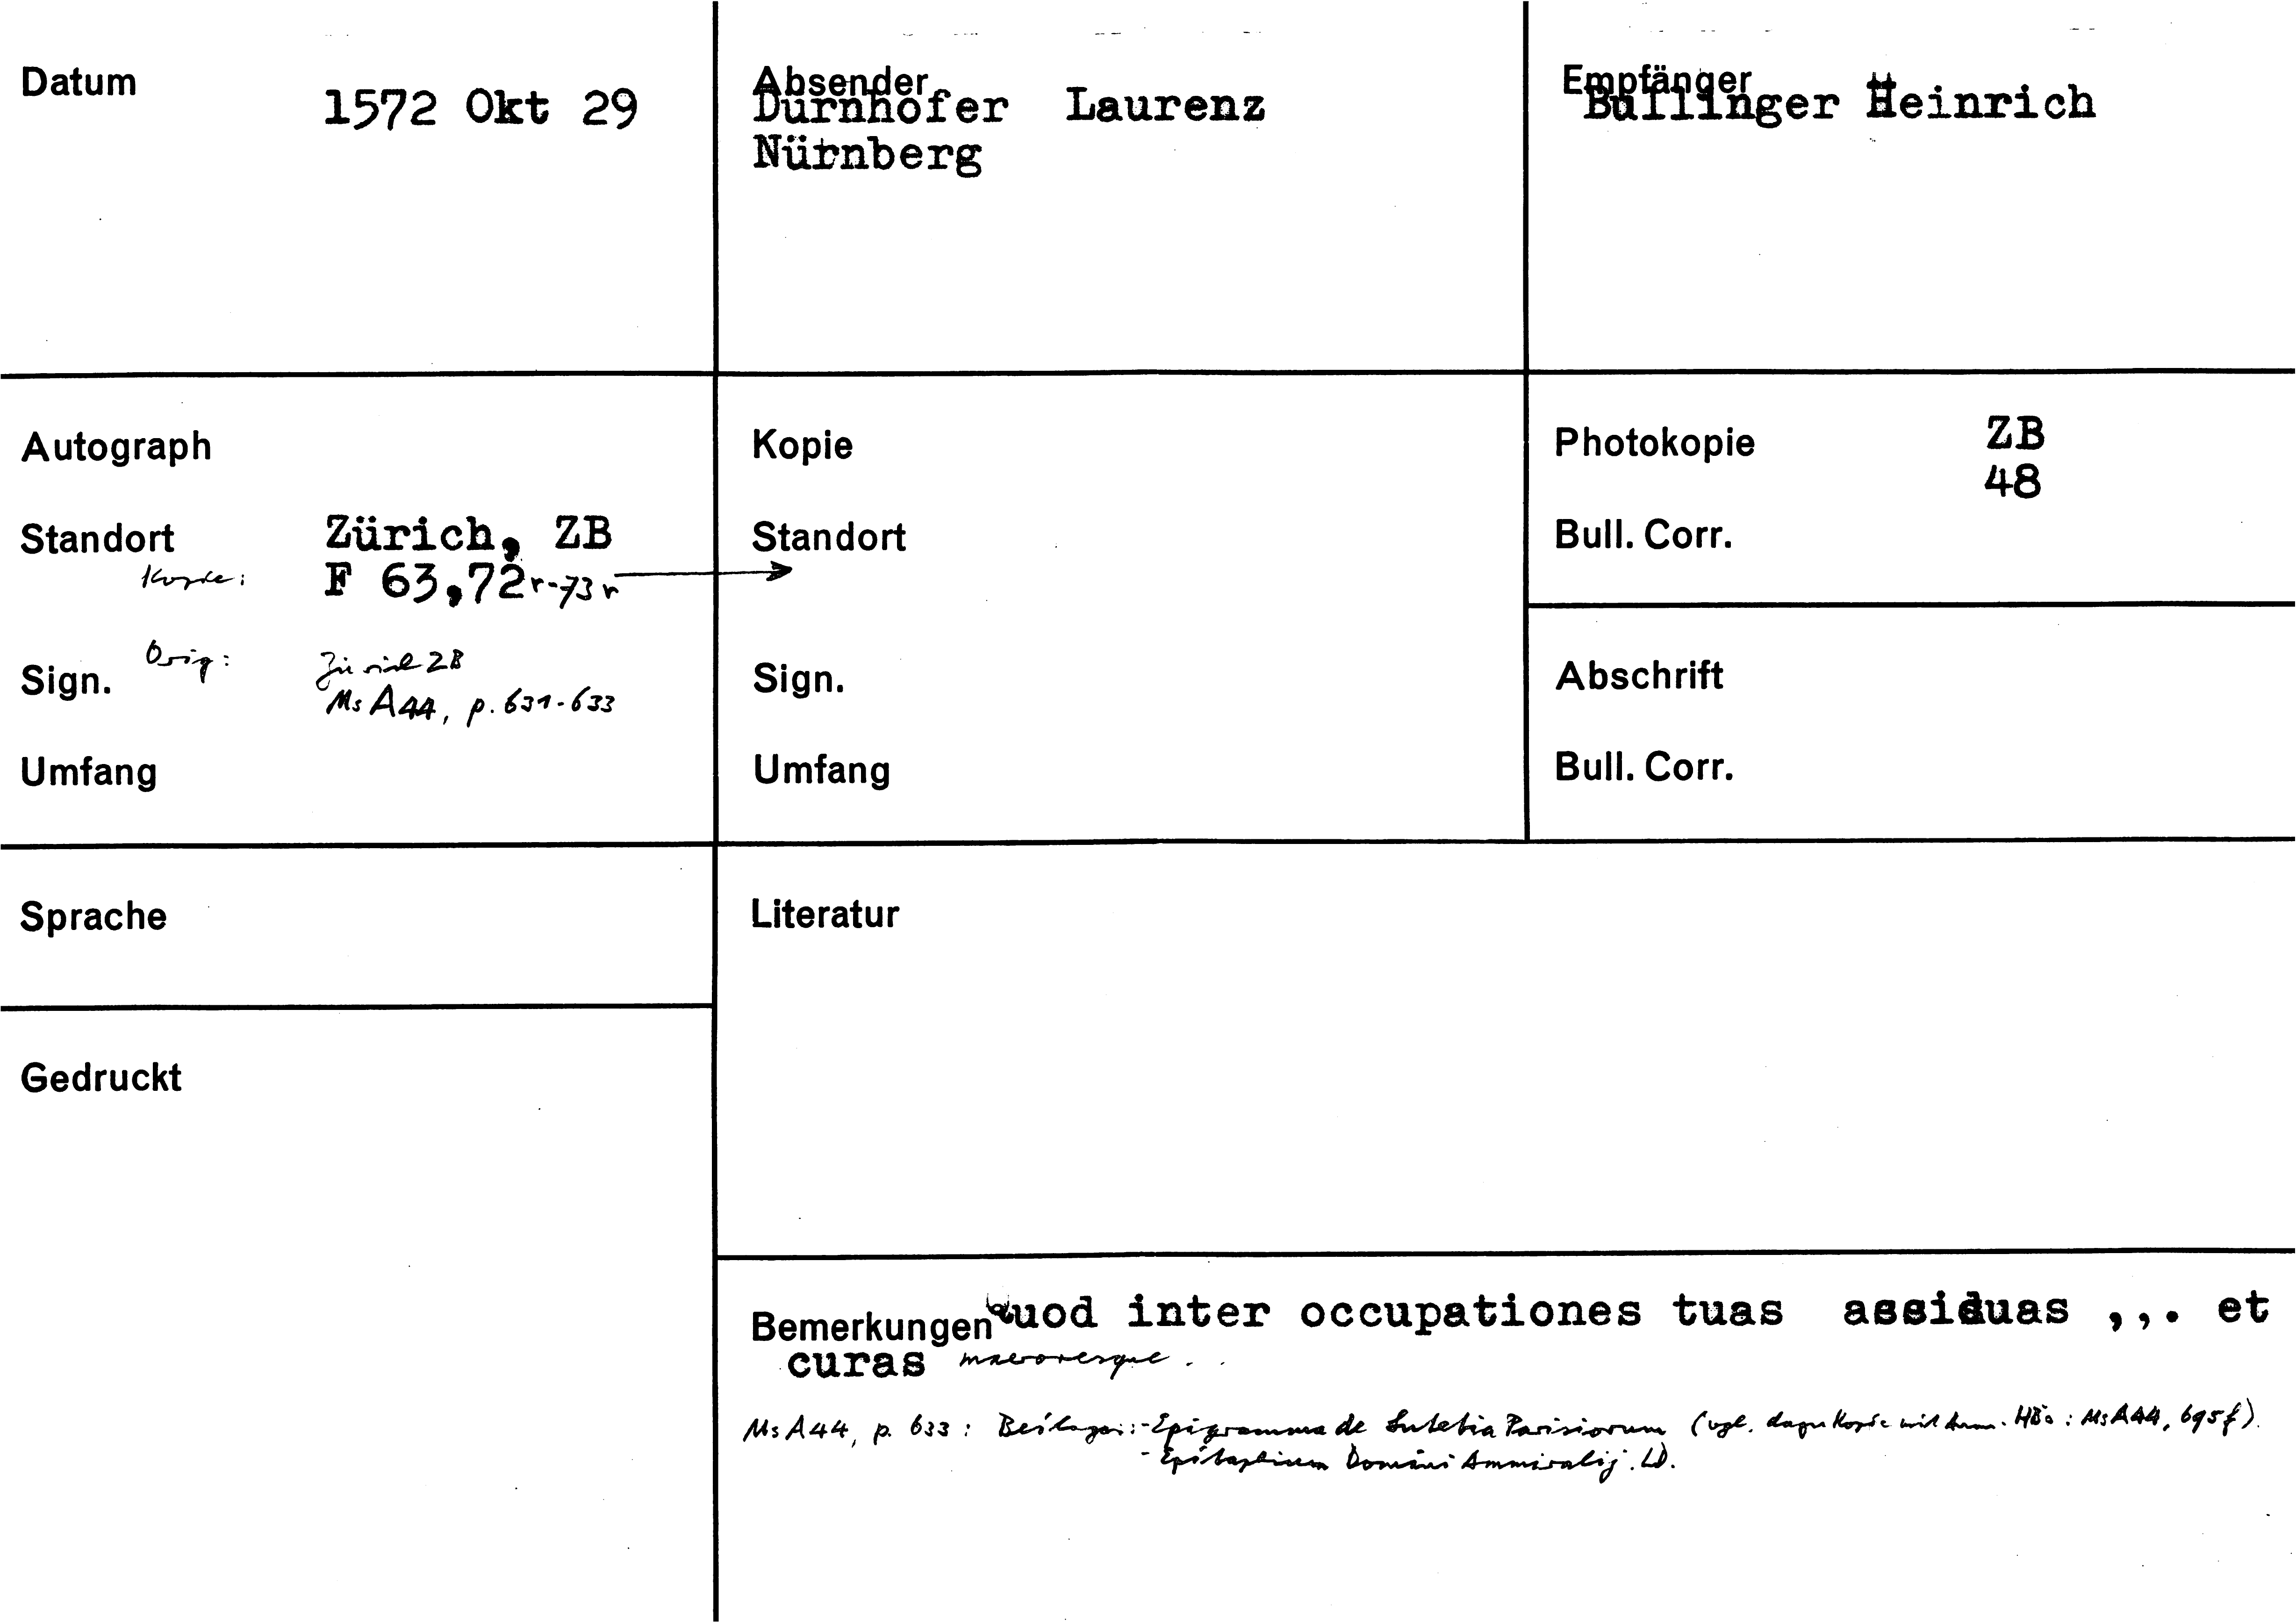 Datum
1572 Okt 29
Absender
Dürnhofer Laurenz
Nürnberg
Empfänger
Bullinger Heinrich
Autograph
Standort Zürich, ZB
Kopie: F 63,72r-73r
Sign. Orig: Zürich ZB
Ms A44, p. 631-633
Umfang
Kopie
Standort
Sign.
Umfang
Photokopie ZB
48
Bull. Corr.
Abschrift
Bull. Corr.
Sprache
Gedruckt
Literatur
Bemerkungen Quod inter occupationes tuas assiduas ,,. et
curas maeroresque . .
Ms A44, p. 633 : Beilagen: - Epigramma de Lutetia Parisiorum (vgl. dazu Kopie mit Anm. HBs : Ms A44, 695f).
- Epitaphium Domini Ammiralij. LD.